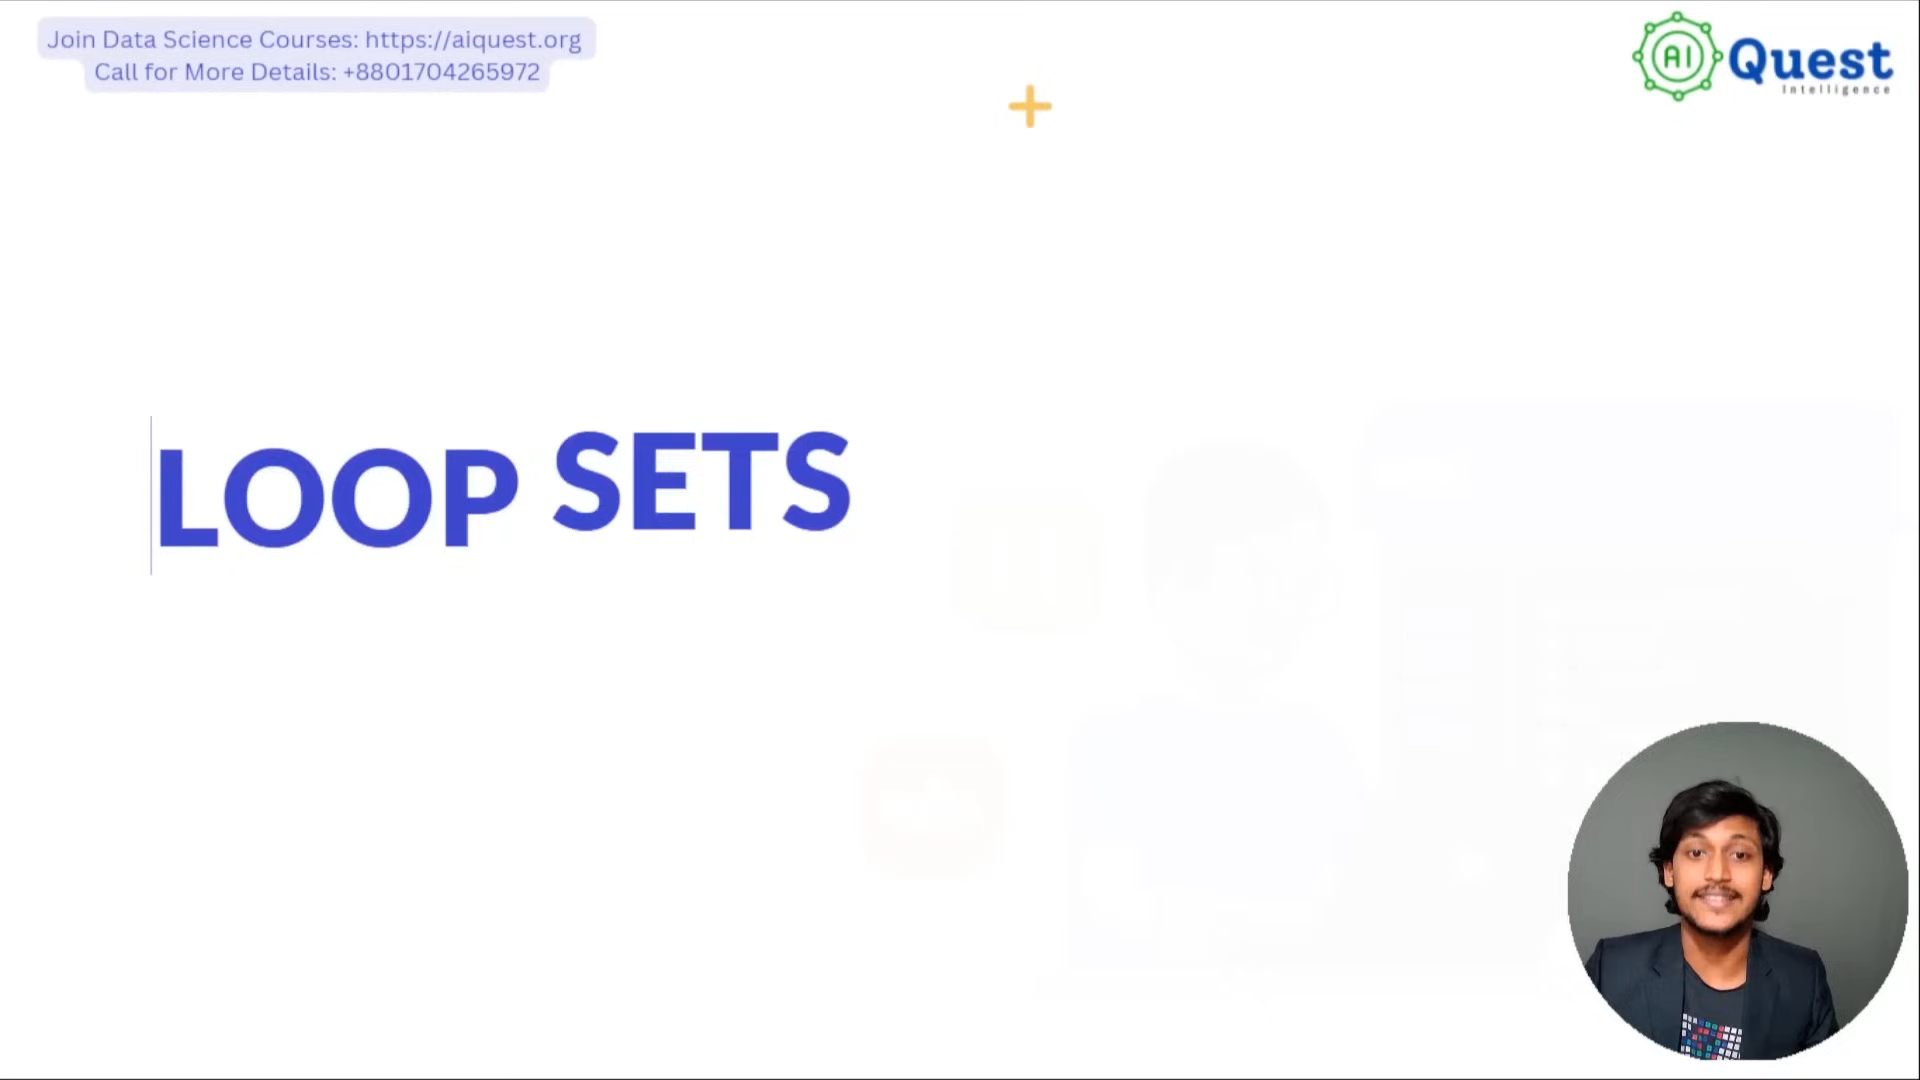 Join Data Science Courses: https://aiquest.org
Call for More Details: +8801704265972
AI Quest
Intelligence
LOOP SETS